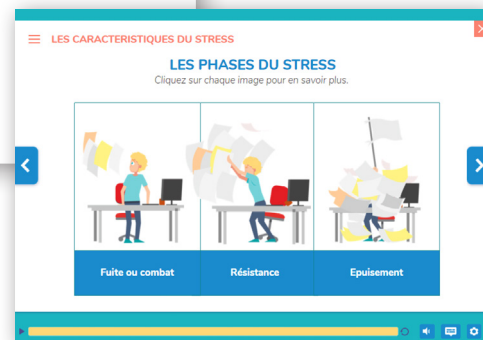 LES CARACTERISTIQUES DU STRESS
LES PHASES DU STRESS
Cliquez sur chaque image pour en savoir plus.
Fuite ou combat
Résistance
Epuisement